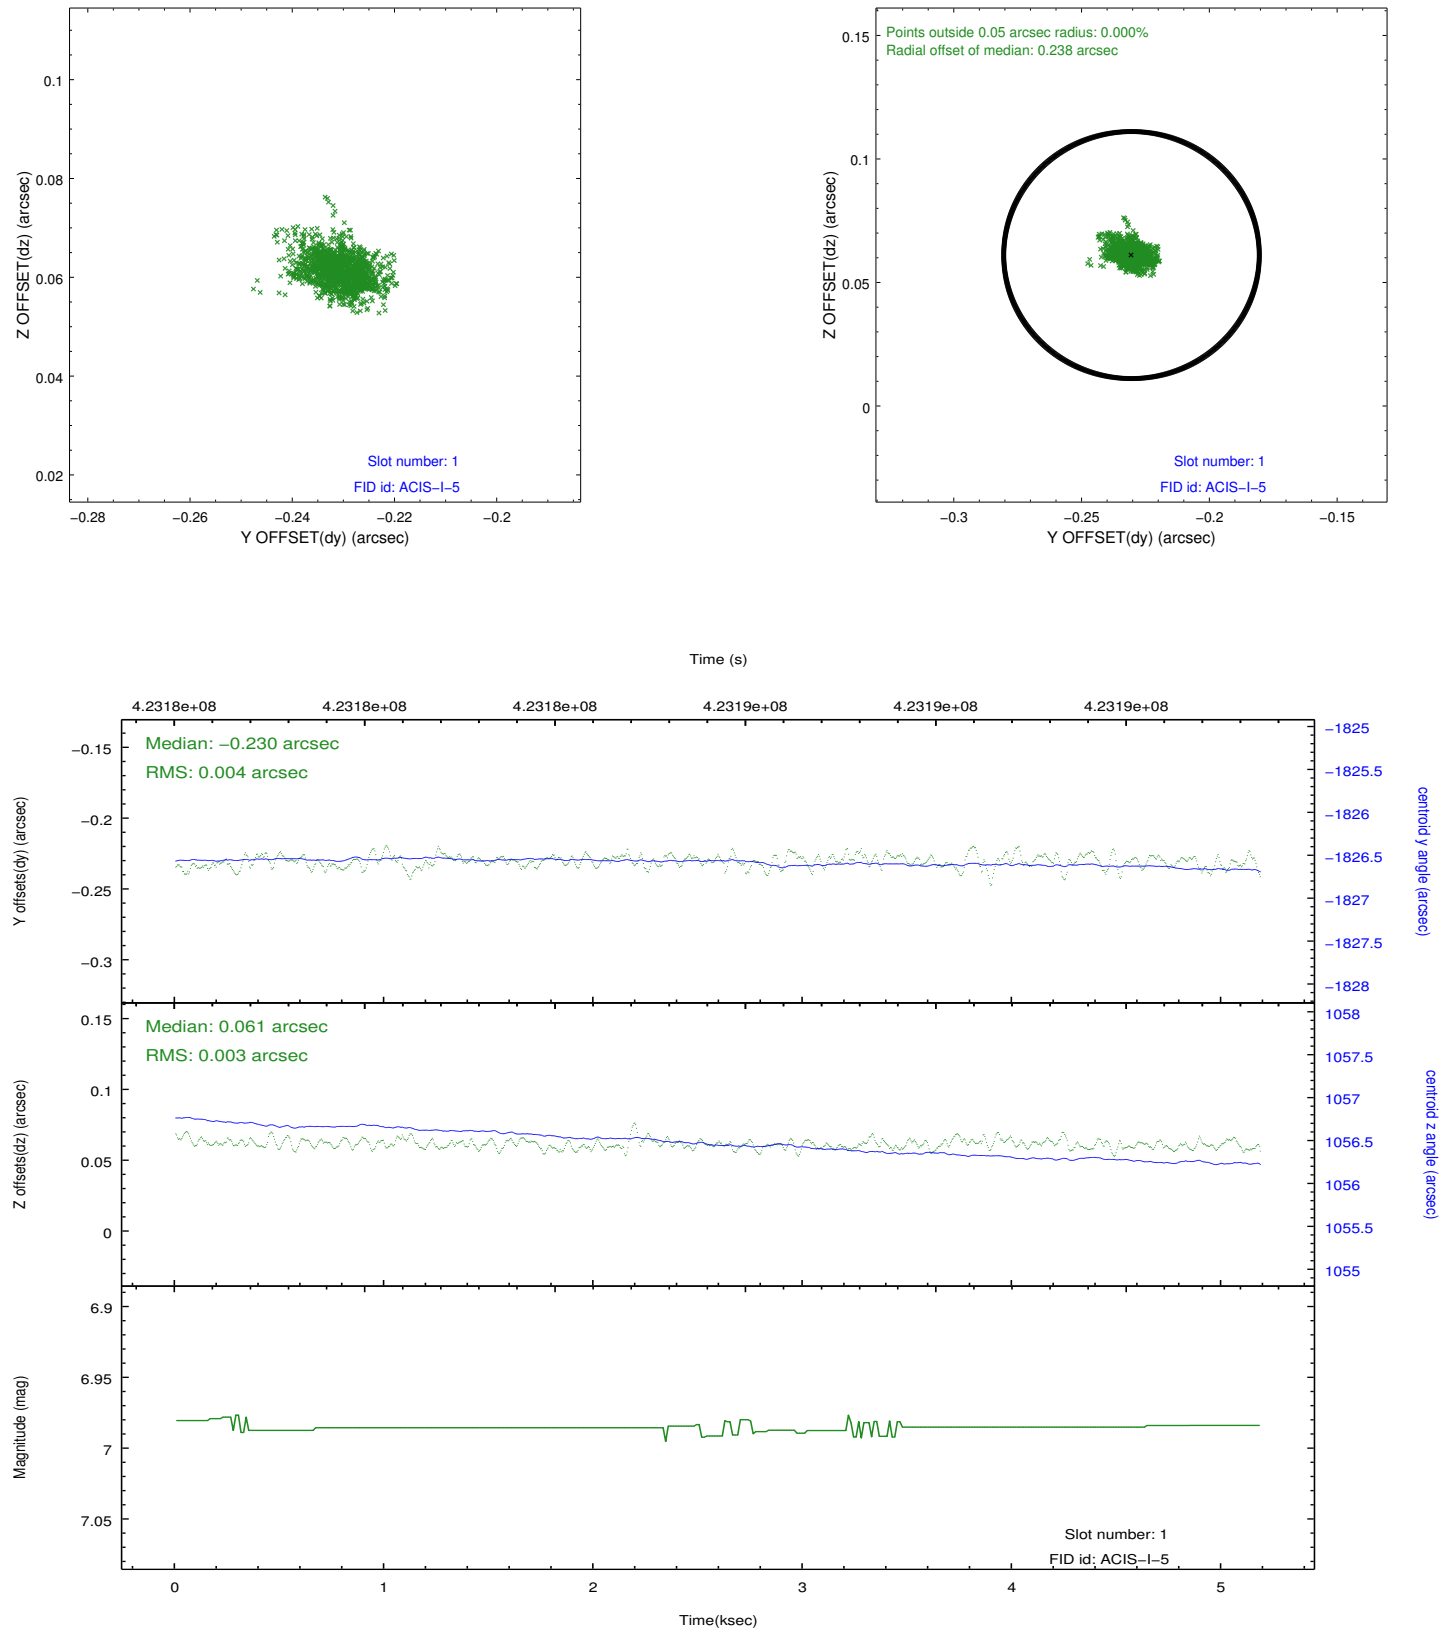 0.1
0.08
0.06
0.04
0.02
Z OFFSET(dz) (arcsec)
Slot number: 1
FID id: ACIS−I−5
−0.28 −0.26 −0.24 −0.22 −0.2
Y OFFSET(dy) (arcsec)
Points outside 0.05 arcsec radius: 0.000%
Radial offset of median: 0.238 arcsec
0.15
0.1
0.05
0
Z OFFSET(dz) (arcsec)
Slot number: 1
FID id: ACIS−I−5
−0.3 −0.25 −0.2 −0.15
Y OFFSET(dy) (arcsec)
Time (s)
4.2318e+08 4.2318e+08 4.2318e+08 4.2319e+08 4.2319e+08 4.2319e+08
Median: −0.230 arcsec
RMS: 0.004 arcsec
−0.15
−0.2
−0.25
−0.3
Y offsets(dy) (arcsec)
−1825
−1825.5
−1826
−1826.5
−1827
−1827.5
−1828
centroid y angle (arcsec)
Median: 0.061 arcsec
RMS: 0.003 arcsec
0.15
0.1
0.05
0
Z offsets(dz) (arcsec)
1058
1057.5
1057
1056.5
1056
1055.5
1055
centroid z angle (arcsec)
6.9
6.95
7
7.05
Magnitude (mag)
Slot number: 1
FID id: ACIS−I−5
0 1 2 3 4 5
Time(ksec)